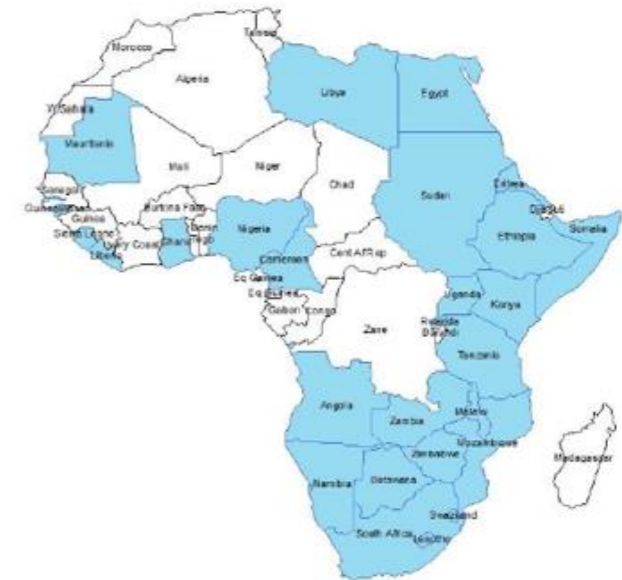 Tunisia
Morocco
Algeria
Libya
Egypt
W.Sahara
Mauritania
Mali
Niger
Chad
Sudan
Eritrea
Senegal
Djibouti
Burkina Faso
Guinea
Benin
Nigeria
Ethiopia
Somalia
Sierra Leone
Ivory Coast
Ghana
Togo
Liberia
Cameroon
Cent Af Rep
Eq Guinea
Eq Guinea
Uganda
Kenya
Gabon
Congo
Rwanda
Burundi
Zaire
Tanzania
Angola
Malawi
Zambia
Mozambique
Zimbabwe
Madagascar
Namibia
Botswana
Swaziland
South Africa
Lesotho